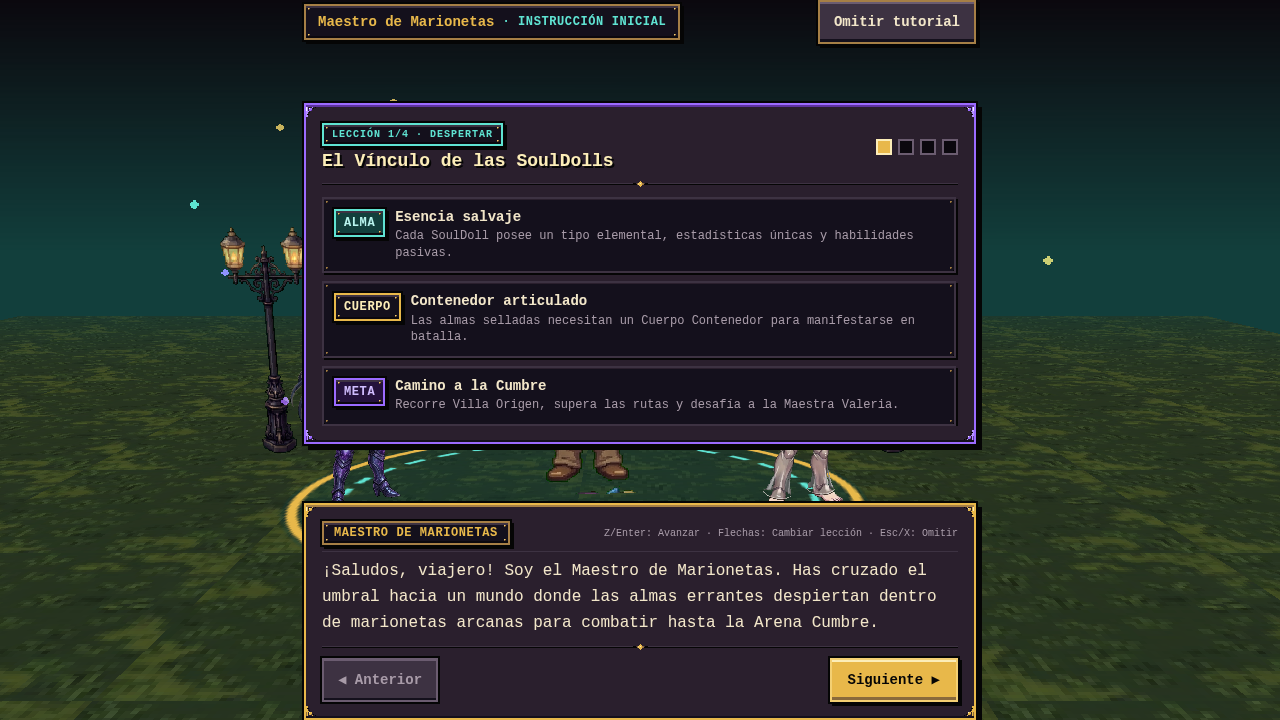 Maestro de Marionetas · INSTRUCCIÓN INICIAL
Omitir tutorial
LECCIÓN 1/4 · DESPERTAR
El Vínculo de las SoulDolls
ALMA
Esencia salvaje
Cada SoulDoll posee un tipo elemental, estadísticas únicas y habilidades
pasivas.
CUERPO
Contenedor articulado
Las almas selladas necesitan un Cuerpo Contenedor para manifestarse en
batalla.
META
Camino a la Cumbre
Recorre Villa Origen, supera las rutas y desafía a la Maestra Valeria.
MAESTRO DE MARIONETAS
Z/Enter: Avanzar · Flechas: Cambiar lección · Esc/X: Omitir
¡Saludos, viajero! Soy el Maestro de Marionetas. Has cruzado el
umbral hacia un mundo donde las almas errantes despiertan dentro
de marionetas arcanas para combatir hasta la Arena Cumbre.
◄ Anterior
Siguiente ►